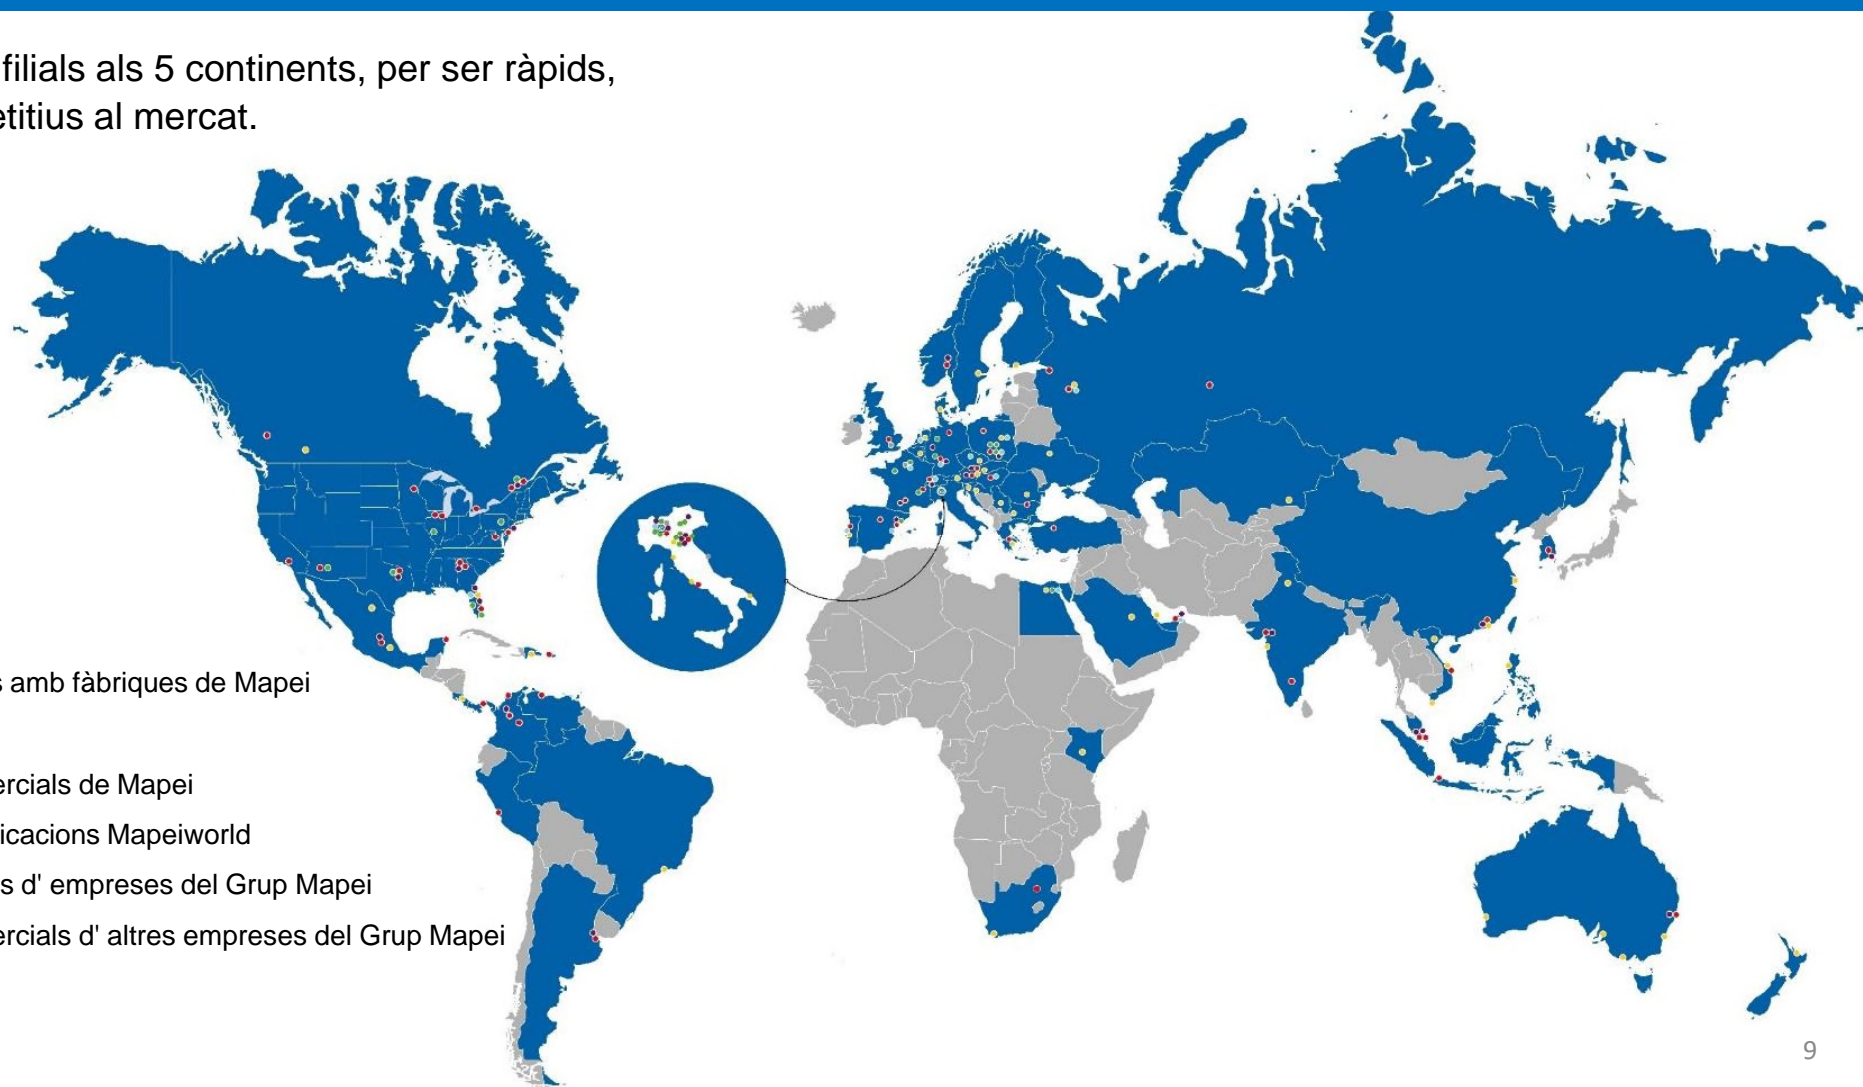 filials als 5 continents, per ser ràpids,
etitius al mercat.
s amb fàbriques de Mapei
ercials de Mapei
icacions Mapeiworld
s d' empreses del Grup Mapei
ercials d' altres empreses del Grup Mapei
9